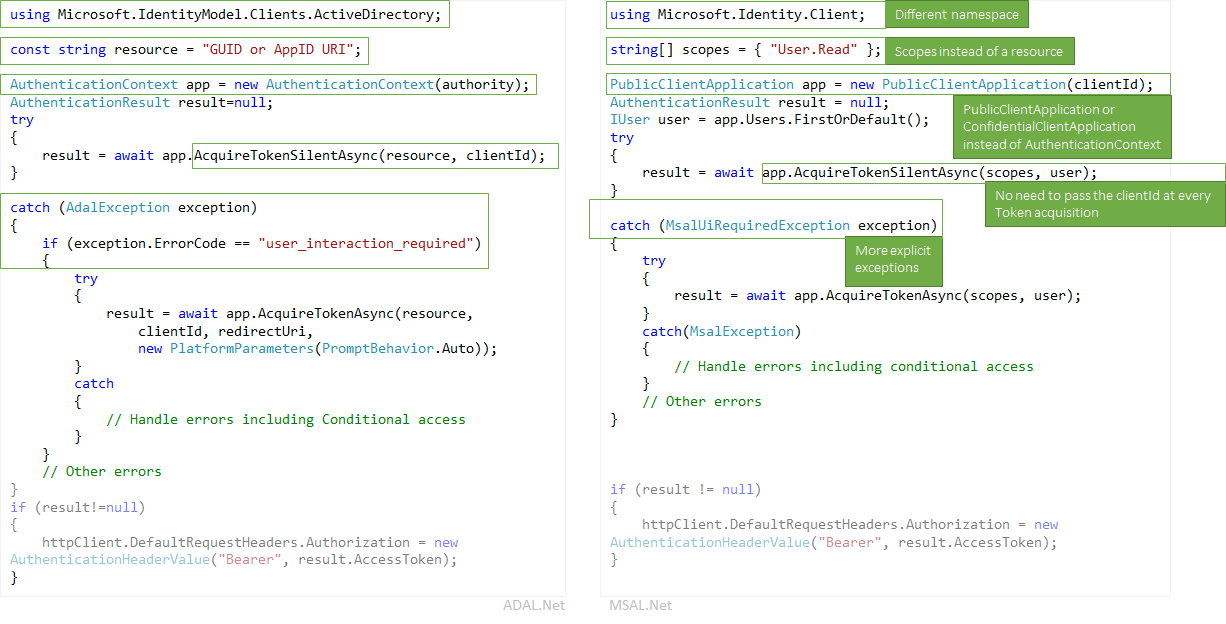 using Microsoft.IdentityModel.Clients.ActiveDirectory;
const string resource = "GUID or AppID URI";
AuthenticationContext app = new AuthenticationContext(authority);
AuthenticationResult result=null;
try
{
result = await app.AcquireTokenSilentAsync(resource, clientId);
}
catch (AdalException exception)
{
if (exception.ErrorCode == "user_interaction_required")
{
try
{
result = await app.AcquireTokenAsync(resource,
clientId, redirectUri,
new PlatformParameters(PromptBehavior.Auto));
}
catch
{
// Handle errors including Conditional access
}
}
// Other errors
}
if (result!=null)
{
httpClient.DefaultRequestHeaders.Authorization = new
AuthenticationHeaderValue("Bearer", result.AccessToken);
}
ADAL.Net
using Microsoft.Identity.Client;
Different namespace
string[] scopes = { "User.Read" };
Scopes instead of a resource
PublicClientApplication app = new PublicClientApplication(clientId);
AuthenticationResult result = null;
IUser user = app.Users.FirstOrDefault();
PublicClientApplication or
ConfidentialClientApplication
instead of AuthenticationContext
try
{
result = await app.AcquireTokenSilentAsync(scopes, user);
}
No need to pass the clientId at every
Token acquisition
catch (MsalUiRequiredException exception)
{
More explicit
exceptions
try
{
result = await app.AcquireTokenAsync(scopes, user);
}
catch(MsalException)
{
// Handle errors including conditional access
}
// Other errors
}
if (result != null)
{
httpClient.DefaultRequestHeaders.Authorization = new
AuthenticationHeaderValue("Bearer", result.AccessToken);
}
MSAL.Net